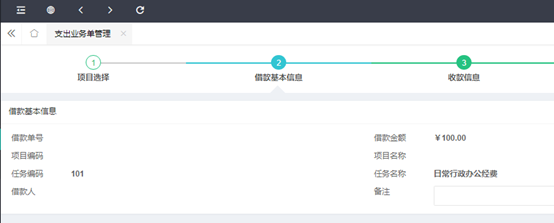 支出业务单管理
1 2 3
项目选择 借款基本信息 收款信息
借款基本信息
借款单号 借款金额 ￥100.00
项目编码 项目名称
任务编码 101 任务名称 日常行政办公经费
借款人 备注